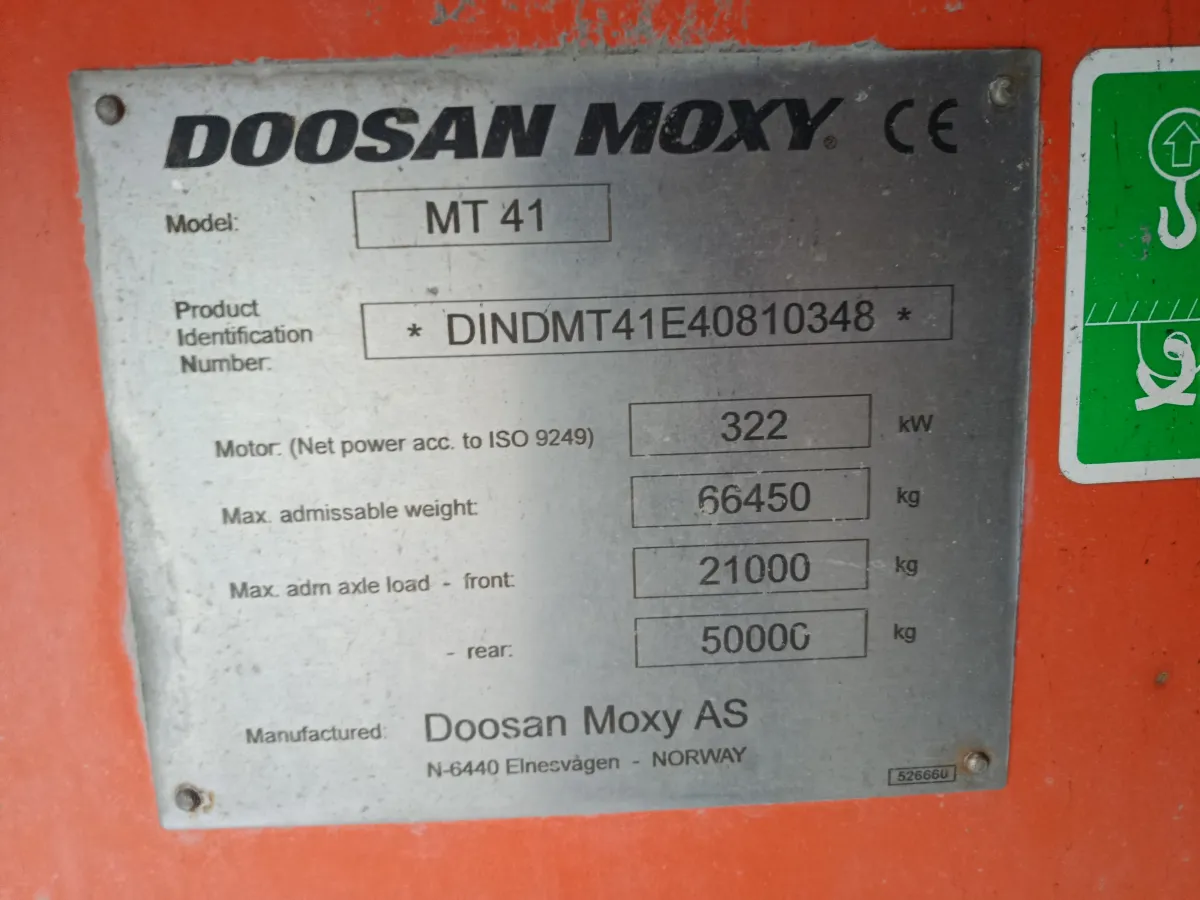 DOOSAN MOXY® CE
Model: MT 41
Product
Identification
Number: * DINDMT41E40810348 *
Motor: (Net power acc. to ISO 9249) 322 kW
Max. admissable weight: 66450 kg
Max. adm axle load - front: 21000 kg
- rear: 50000 kg
Manufactured: Doosan Moxy AS
N-6440 Elnesvågen - NORWAY
526660